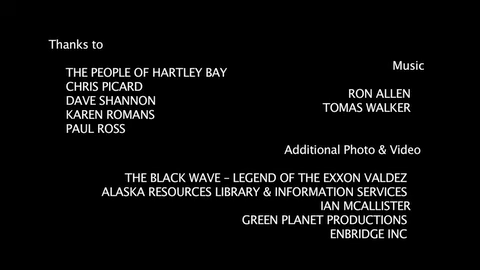 Thanks to
THE PEOPLE OF HARTLEY BAY
CHRIS PICARD
DAVE SHANNON
KAREN ROMANS
PAUL ROSS
Music
RON ALLEN
TOMAS WALKER
Additional Photo & Video
THE BLACK WAVE – LEGEND OF THE EXXON VALDEZ
ALASKA RESOURCES LIBRARY & INFORMATION SERVICES
IAN MCALLISTER
GREEN PLANET PRODUCTIONS
ENBRIDGE INC